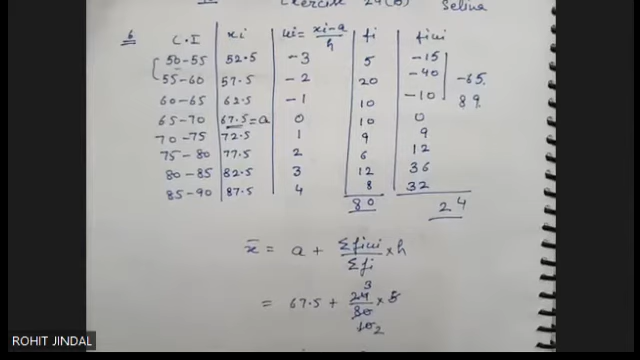 Exercise 24(B) Selina
6 C.I xi ui = xi-a/h fi fiui
50-55 52.5 -3 5 -15
55-60 57.5 -2 20 -40 -65
60-65 62.5 -1 10 -10 89
65-70 67.5=a 0 10 0
70-75 72.5 1 9 9
75-80 77.5 2 6 12
80-85 82.5 3 12 36
85-90 87.5 4 8 32
80 24
x̄ = a + Σfiui/Σfi × h
3
= 67.5 + 24/80 × 5
10 2
ROHIT JINDAL